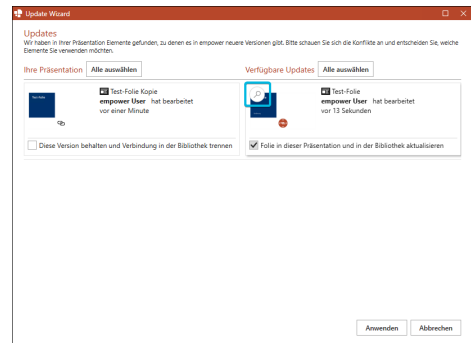 Update Wizard
Updates
Wir haben in Ihrer Präsentation Elemente gefunden, zu denen es in empower neuere Versionen gibt. Bitte schauen Sie sich die Konflikte an und entscheiden Sie, welche
Elemente Sie verwenden möchten.
Ihre Präsentation Alle auswählen Verfügbare Updates Alle auswählen
Test-Folie Kopie
empower User hat bearbeitet
vor einer Minute
Diese Version behalten und Verbindung in der Bibliothek trennen
Test-Folie
empower User hat bearbeitet
vor 13 Sekunden
Folie in dieser Präsentation und in der Bibliothek aktualisieren
Anwenden Abbrechen